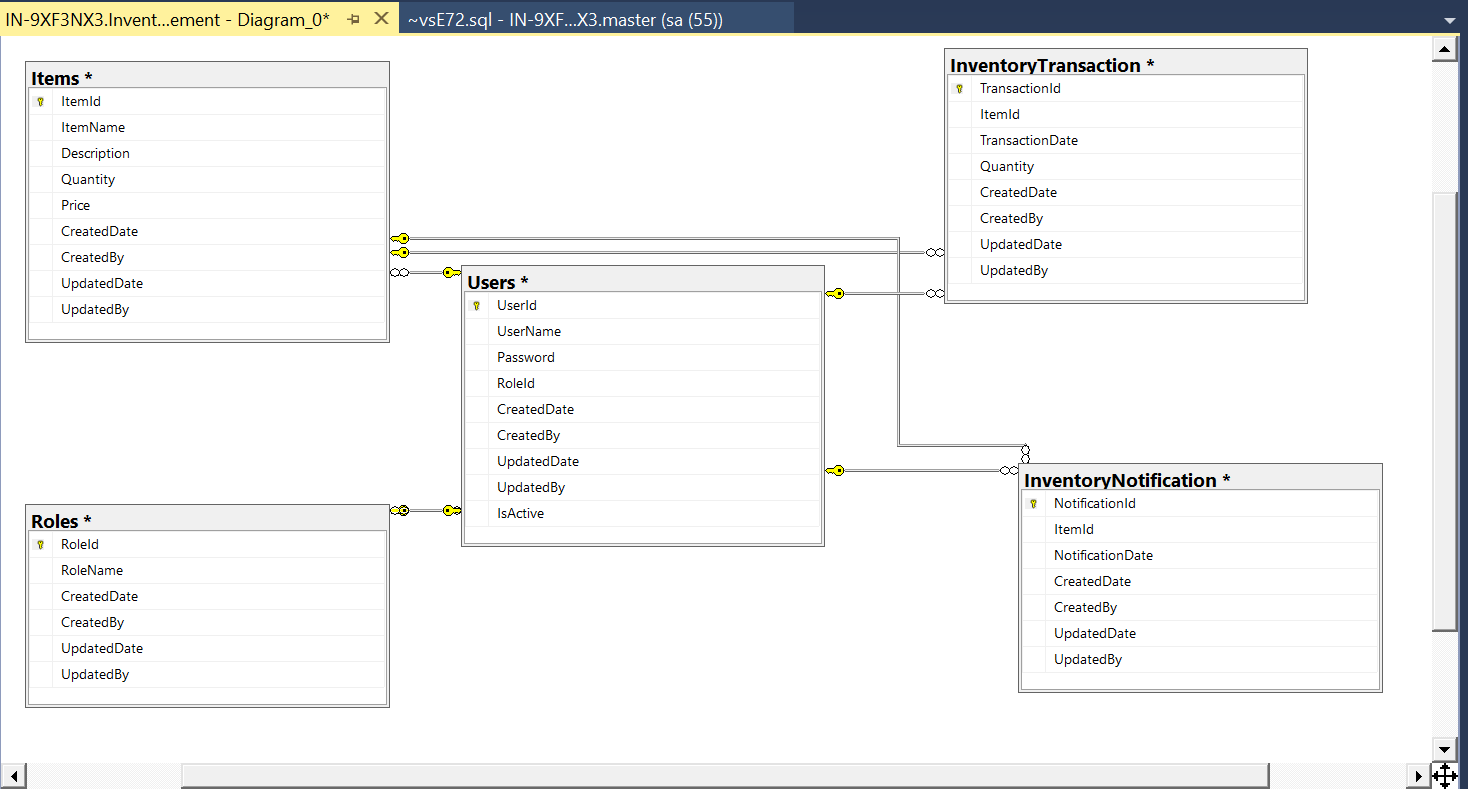 IN-9XF3NX3.Invent...ement - Diagram_0*
~vsE72.sql - IN-9XF...X3.master (sa (55))
Items *
ItemId
ItemName
Description
Quantity
Price
CreatedDate
CreatedBy
UpdatedDate
UpdatedBy
InventoryTransaction *
TransactionId
ItemId
TransactionDate
Quantity
CreatedDate
CreatedBy
UpdatedDate
UpdatedBy
Users *
UserId
UserName
Password
RoleId
CreatedDate
CreatedBy
UpdatedDate
UpdatedBy
IsActive
Roles *
RoleId
RoleName
CreatedDate
CreatedBy
UpdatedDate
UpdatedBy
InventoryNotification *
NotificationId
ItemId
NotificationDate
CreatedDate
CreatedBy
UpdatedDate
UpdatedBy